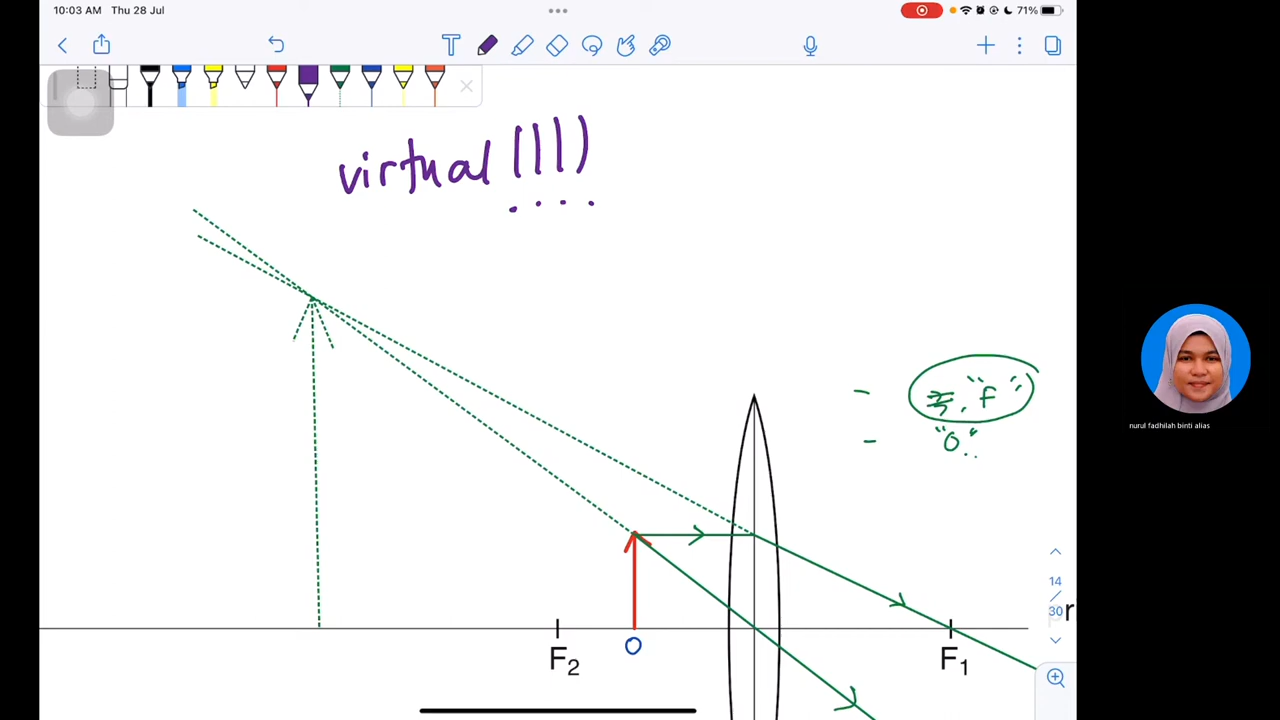 10:03 AM Thu 28 Jul
71%
T
virtual !!!!
"f"
"O"
14
30
F₂
O
F₁
nurul fadhilah binti alias